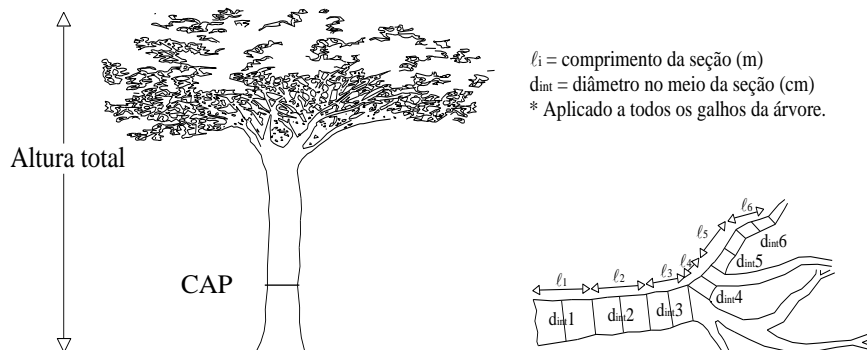 ℓi = comprimento da seção (m)
dint = diâmetro no meio da seção (cm)
* Aplicado a todos os galhos da árvore.
Altura total
CAP
ℓ1
ℓ2
ℓ3
ℓ4
ℓ5
ℓ6
dint1
dint2
dint3
dint4
dint5
dint6